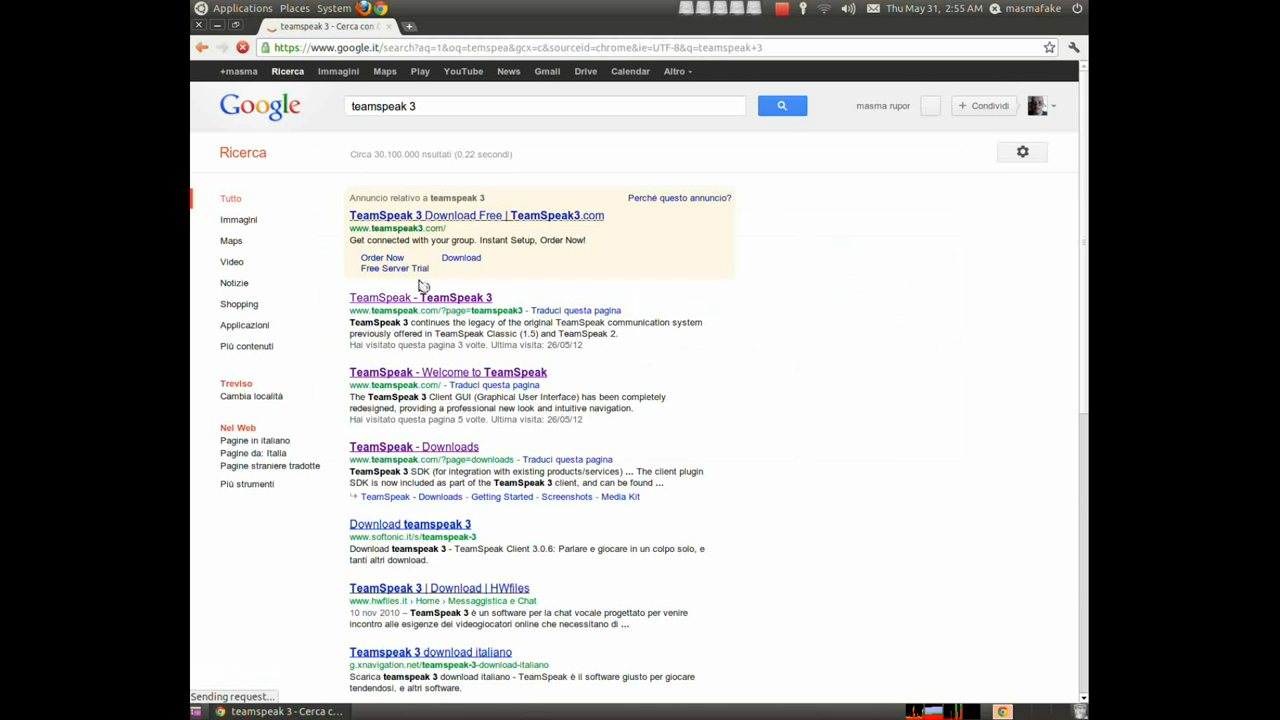 Applications Places System
Thu May 31, 2:55 AM masmafake
teamspeak 3 - Cerca con
https://www.google.it/search?aq=1&oq=temspea&gcx=c&sourceid=chrome&ie=UTF-8&q=teamspeak+3
+masma Ricerca Immagini Maps Play YouTube News Gmail Drive Calendar Altro
Google
teamspeak 3
masma rupor
+ Condividi
Ricerca
Circa 30.100.000 risultati (0.22 secondi)
Tutto
Immagini
Maps
Video
Notizie
Shopping
Applicazioni
Più contenuti
Treviso
Cambia località
Nel Web
Pagine in italiano
Pagine da: Italia
Pagine straniere tradotte
Più strumenti
Annuncio relativo a teamspeak 3
Perché questo annuncio?
TeamSpeak 3 Download Free | TeamSpeak3.com
www.teamspeak3.com/
Get connected with your group. Instant Setup, Order Now!
Order Now Download
Free Server Trial
TeamSpeak - TeamSpeak 3
www.teamspeak.com/?page=teamspeak3 - Traduci questa pagina
TeamSpeak 3 continues the legacy of the original TeamSpeak communication system
previously offered in TeamSpeak Classic (1.5) and TeamSpeak 2.
Hai visitato questa pagina 3 volte. Ultima visita: 26/05/12
TeamSpeak - Welcome to TeamSpeak
www.teamspeak.com/ - Traduci questa pagina
The TeamSpeak 3 Client GUI (Graphical User Interface) has been completely
redesigned, providing a professional new look and intuitive navigation.
Hai visitato questa pagina 5 volte. Ultima visita: 26/05/12
TeamSpeak - Downloads
www.teamspeak.com/?page=downloads - Traduci questa pagina
TeamSpeak 3 SDK (for integration with existing products/services) ... The client plugin
SDK is now included as part of the TeamSpeak 3 client, and can be found ...
TeamSpeak - Downloads - Getting Started - Screenshots - Media Kit
Download teamspeak 3
www.softonic.it/s/teamspeak-3
Download teamspeak 3 - TeamSpeak Client 3.0.6: Parlare e giocare in un colpo solo, e
tanti altri download.
TeamSpeak 3 | Download | HWfiles
www.hwfiles.it › Home › Messaggistica e Chat
10 nov 2010 – TeamSpeak 3 è un software per la chat vocale progettato per venire
incontro alle esigenze dei videogiocatori online che necessitano di ...
Teamspeak 3 download italiano
g.xnavigation.net/teamspeak-3-download-italiano
Scarica teamspeak 3 download italiano - TeamSpeak è il software giusto per giocare
tendendosi, e altri software.
Sending request...
teamspeak 3 - Cerca c...